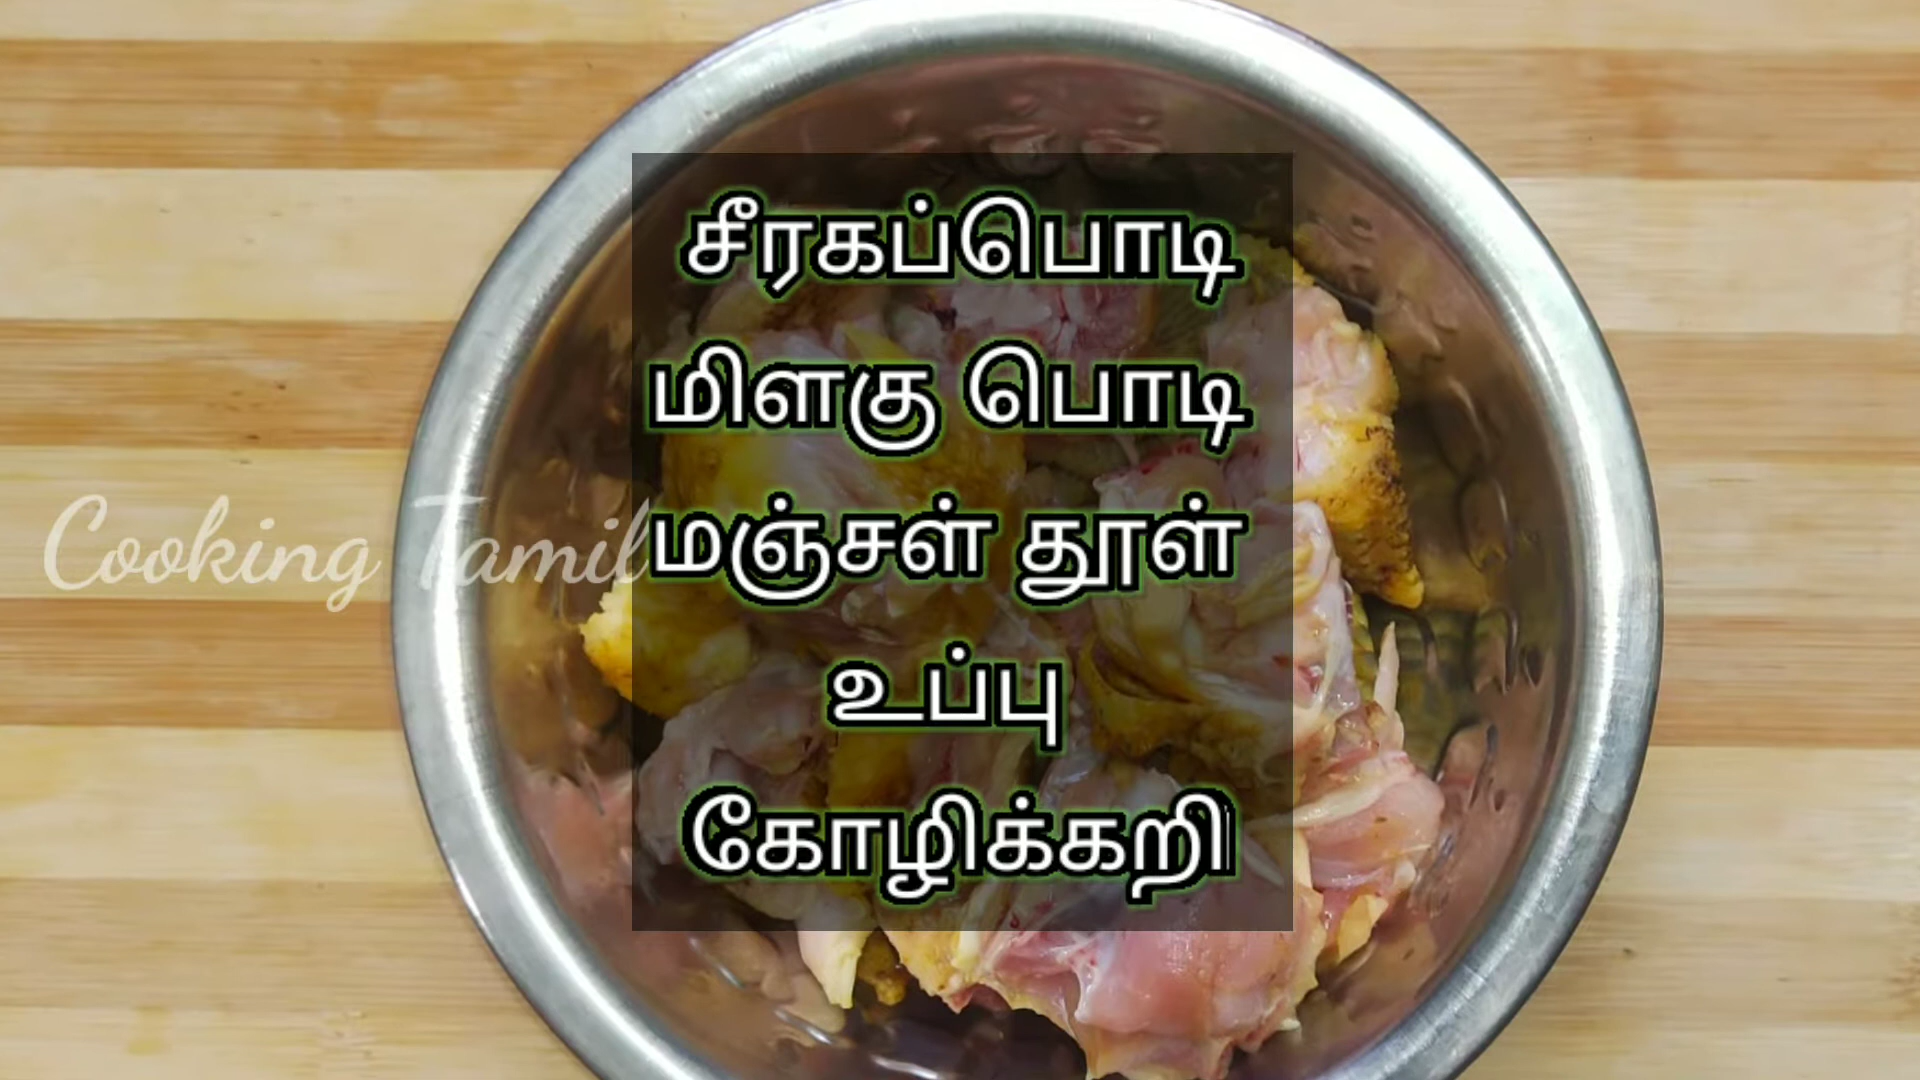 சீரகப்பொடி
மிளகு பொடி
Cooking Tamil
மஞ்சள் தூள்
உப்பு
கோழிக்கறி